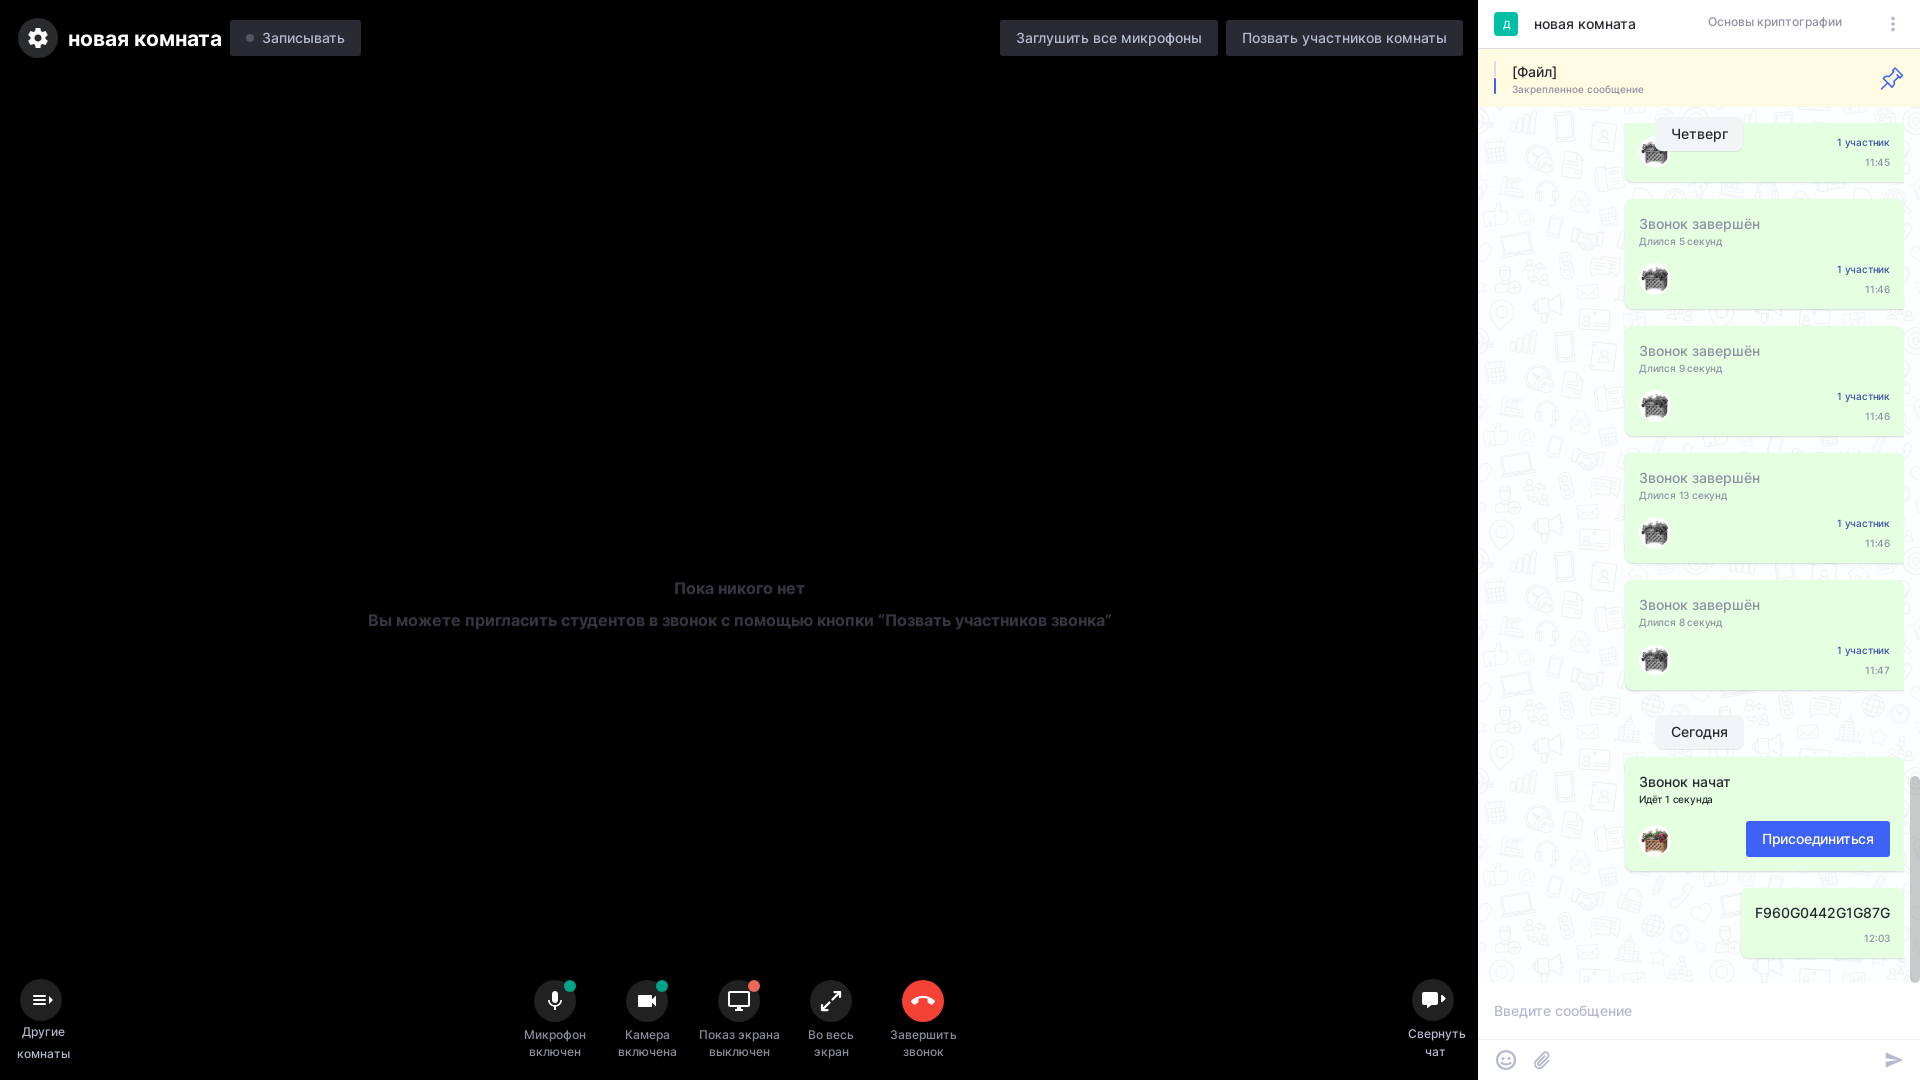 новая комната
Записывать
Заглушить все микрофоны
Позвать участников комнаты
Пока никого нет
Вы можете пригласить студентов в звонок с помощью кнопки “Позвать участников звонка”
Другие
комнаты
Микрофон
включен
Камера
включена
Показ экрана
выключен
Во весь
экран
Завершить
звонок
Свернуть
чат
Д
новая комната
Основы криптографии
[Файл]
Закрепленное сообщение
Четверг
1 участник
11:45
Звонок завершён
Длился 5 секунд
1 участник
11:46
Звонок завершён
Длился 9 секунд
1 участник
11:46
Звонок завершён
Длился 13 секунд
1 участник
11:46
Звонок завершён
Длился 8 секунд
1 участник
11:47
Сегодня
Звонок начат
Идёт 1 секунда
Присоединиться
F960G0442G1G87G
12:03
Введите сообщение